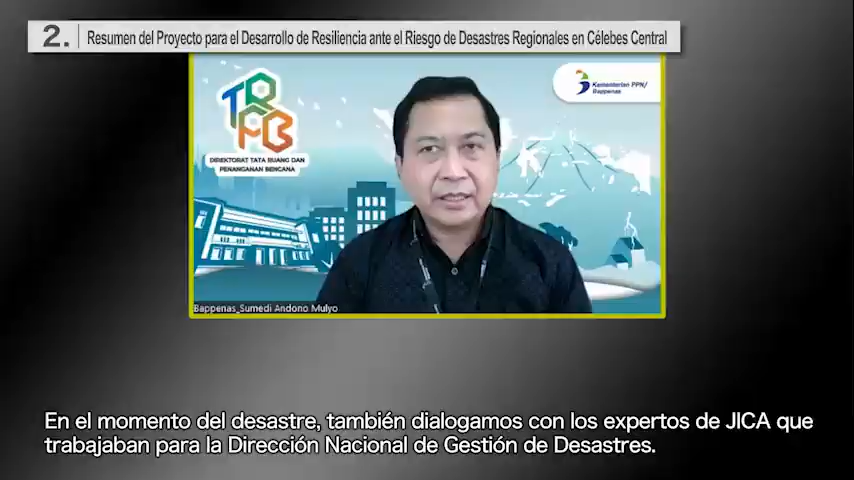 2. Resumen del Proyecto para el Desarrollo de Resiliencia ante el Riesgo de Desastres Regionales en Célebes Central
TRPB
DIREKTORAT TATA RUANG DAN
PENANGANAN BENCANA
Kementerian PPN/
Bappenas
Bappenas_Sumedi Andono Mulyo
En el momento del desastre, también dialogamos con los expertos de JICA que
trabajaban para la Dirección Nacional de Gestión de Desastres.